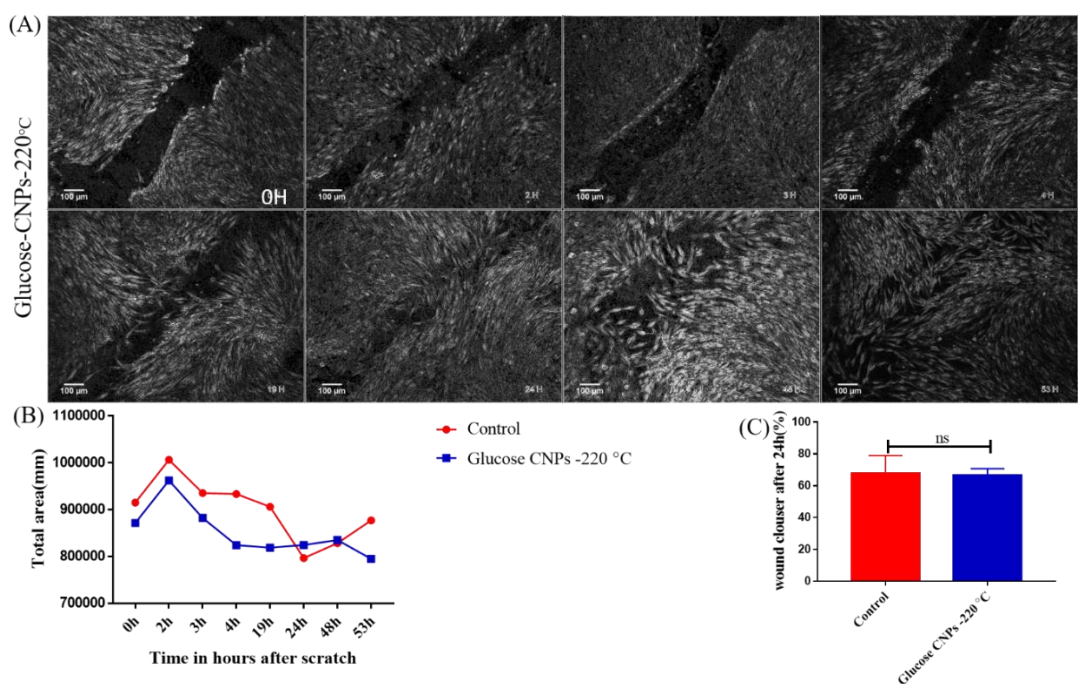 (A)
Glucose-CNPs-220°C
100 µm
0H
100 µm 2 H
100 µm 3 H
100 µm
100 µm 19 H
100 µm 24 H
100 µm
100 µm 53 H
(B)
1100000
1000000
900000
800000
700000
Total area(mm)
0h 2h 3h 4h 19h 24h 48h 53h
Time in hours after scratch
Control
Glucose CNPs -220 °C
(C)
ns
100
80
60
40
20
0
wound clouser after 24h(%)
Control
Glucose CNPs -220 °C